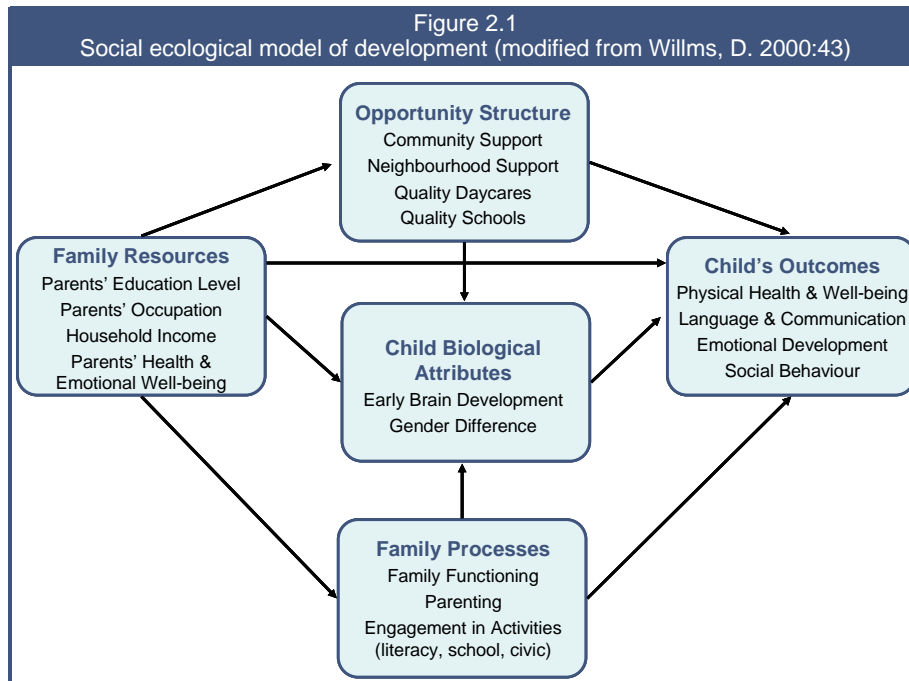 Figure 2.1
Social ecological model of development (modified from Willms, D. 2000:43)
Opportunity Structure
Community Support
Neighbourhood Support
Quality Daycares
Quality Schools
Family Resources
Parents’ Education Level
Parents’ Occupation
Household Income
Parents’ Health &
Emotional Well-being
Child’s Outcomes
Physical Health & Well-being
Language & Communication
Emotional Development
Social Behaviour
Child Biological
Attributes
Early Brain Development
Gender Difference
Family Processes
Family Functioning
Parenting
Engagement in Activities
(literacy, school, civic)